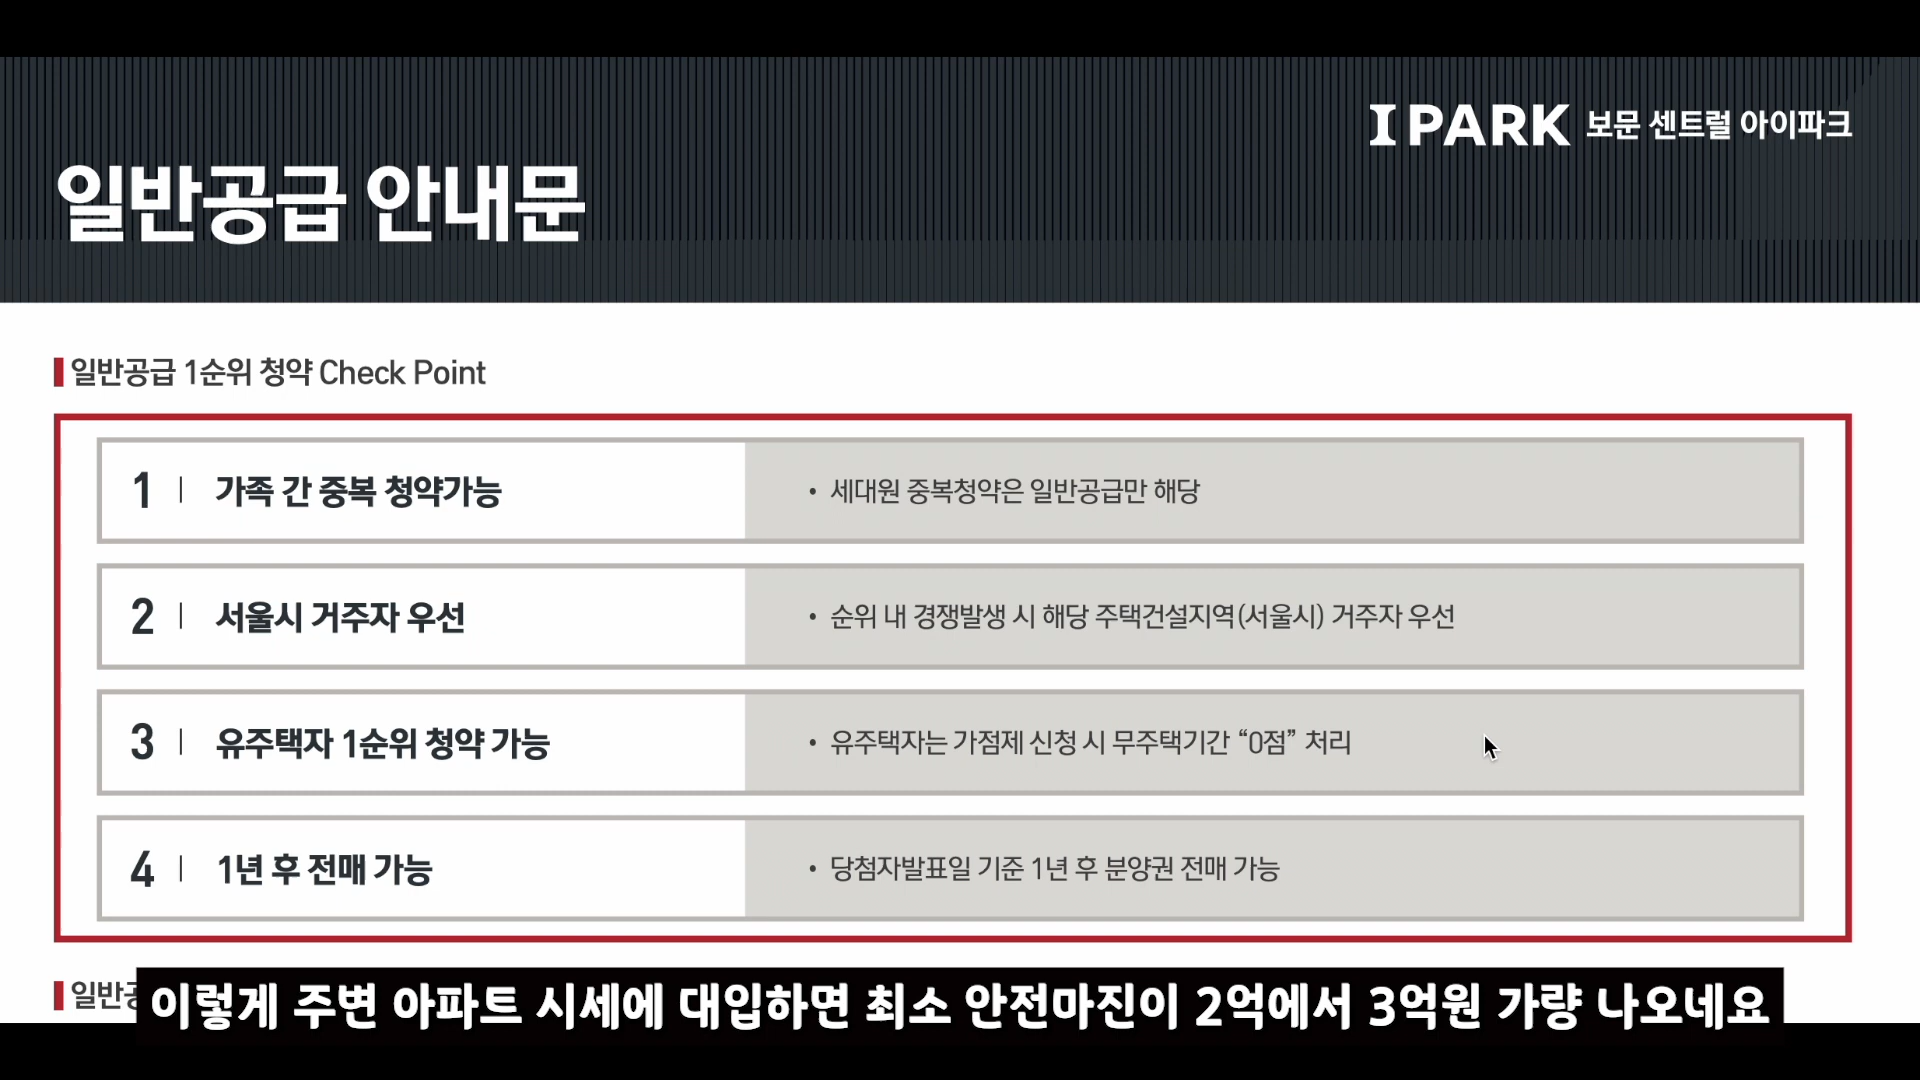 I PARK 보문 센트럴 아이파크
일반공급 안내문
일반공급 1순위 청약 Check Point
1 | 가족 간 중복 청약가능
• 세대원 중복청약은 일반공급만 해당
2 | 서울시 거주자 우선
• 순위 내 경쟁발생 시 해당 주택건설지역(서울시) 거주자 우선
3 | 유주택자 1순위 청약 가능
• 유주택자는 가점제 신청 시 무주택기간 “0점” 처리
4 | 1년 후 전매 가능
• 당첨자발표일 기준 1년 후 분양권 전매 가능
일반공
이렇게 주변 아파트 시세에 대입하면 최소 안전마진이 2억에서 3억원 가량 나오네요